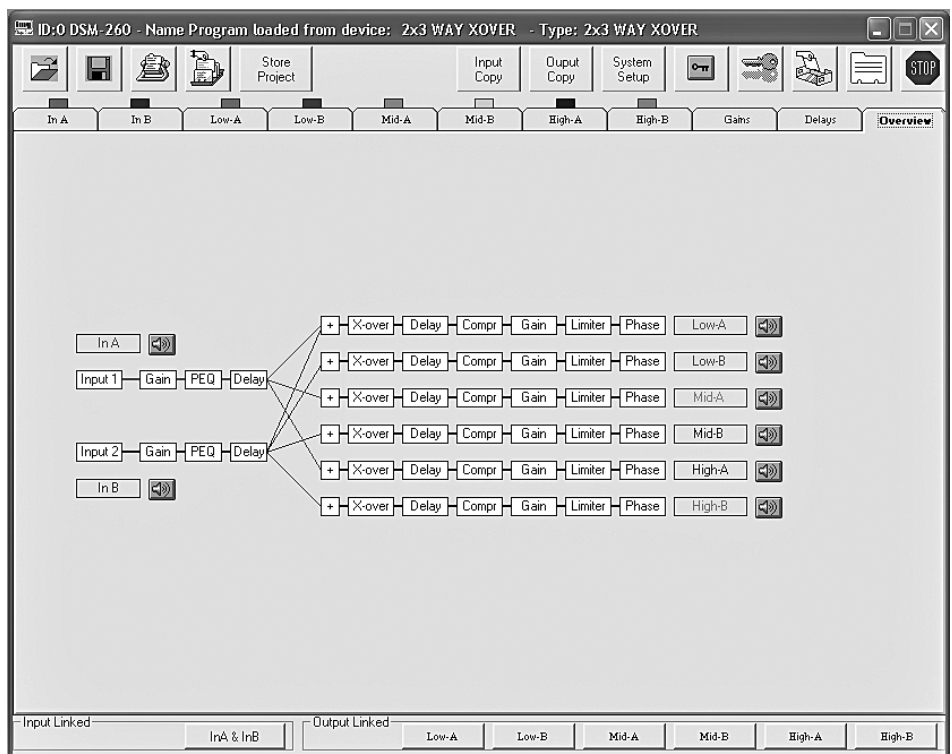 ID:0 DSM-260 - Name Program loaded from device: 2x3 WAY XOVER - Type: 2x3 WAY XOVER
Store Project
Input Copy
Ouput Copy
System Setup
STOP
In A In B Low-A Low-B Mid-A Mid-B High-A High-B Gains Delays Overview
+ X-over Delay Compr Gain Limiter Phase Low-A
In A
+ X-over Delay Compr Gain Limiter Phase Low-B
Input 1 Gain PEQ Delay
+ X-over Delay Compr Gain Limiter Phase Mid-A
+ X-over Delay Compr Gain Limiter Phase Mid-B
Input 2 Gain PEQ Delay
+ X-over Delay Compr Gain Limiter Phase High-A
In B
+ X-over Delay Compr Gain Limiter Phase High-B
Input Linked Output Linked
InA & InB Low-A Low-B Mid-A Mid-B High-A High-B